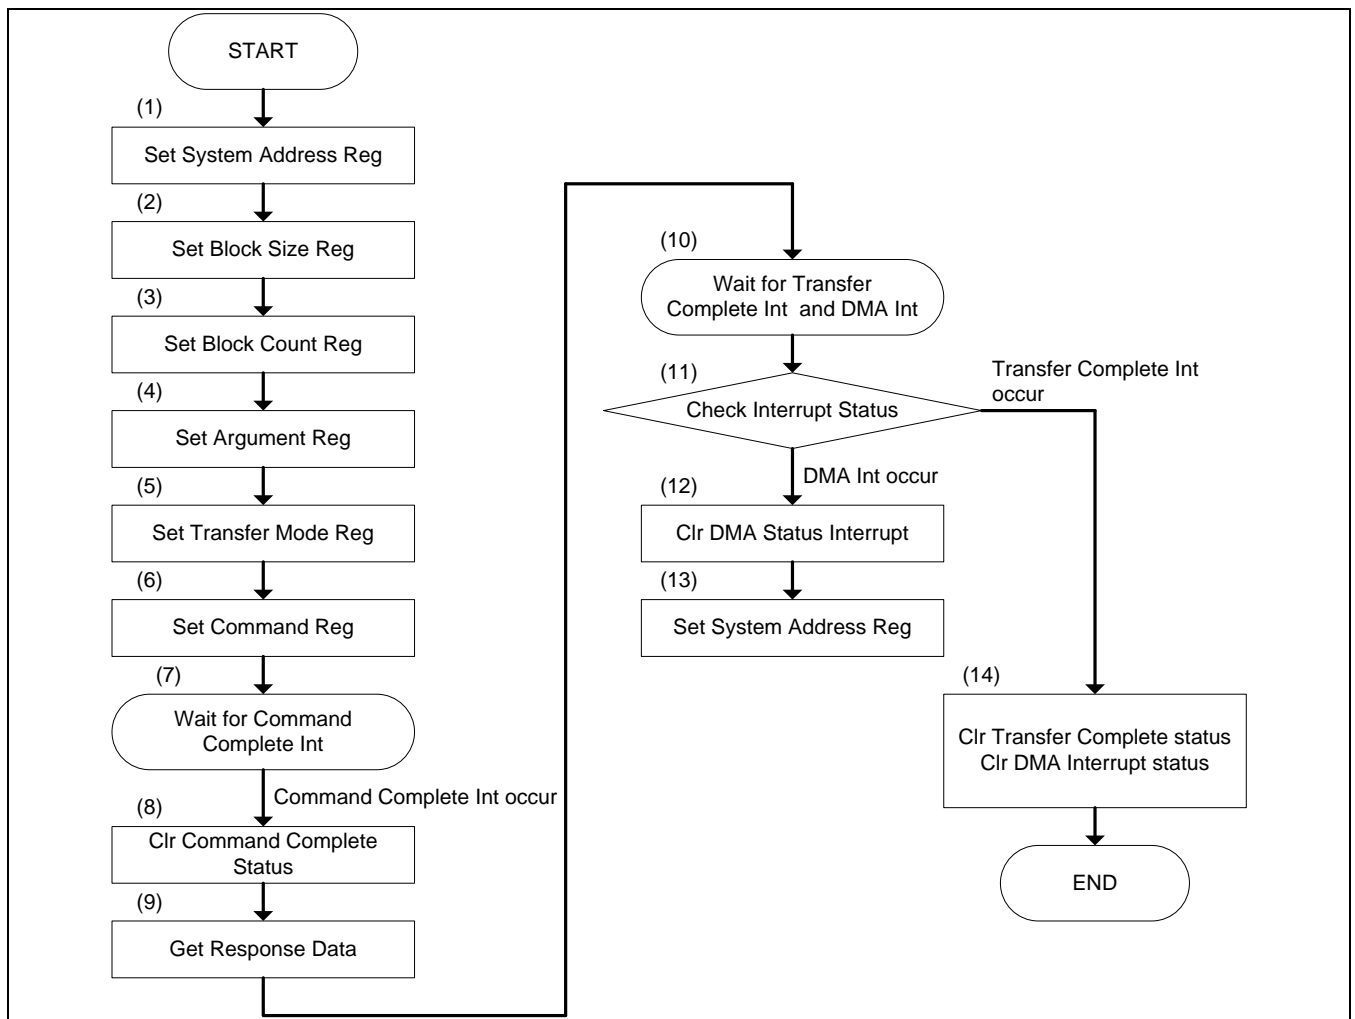 START
(1)
Set System Address Reg
(2)
Set Block Size Reg
(3)
Set Block Count Reg
(4)
Set Argument Reg
(5)
Set Transfer Mode Reg
(6)
Set Command Reg
(7)
Wait for Command
Complete Int
Command Complete Int occur
(8)
Clr Command Complete
Status
(9)
Get Response Data
(10)
Wait for Transfer
Complete Int and DMA Int
(11)
Check Interrupt Status
Transfer Complete Int
occur
DMA Int occur
(12)
Clr DMA Status Interrupt
(13)
Set System Address Reg
(14)
Clr Transfer Complete status
Clr DMA Interrupt status
END